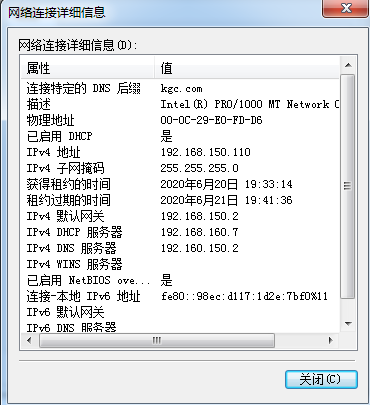 网络连接详细信息
网络连接详细信息(D):
属性 值
连接特定的 DNS 后缀 kgc.com
描述 Intel(R) PRO/1000 MT Network C
物理地址 00-0C-29-E0-FD-D6
已启用 DHCP 是
IPv4 地址 192.168.150.110
IPv4 子网掩码 255.255.255.0
获得租约的时间 2020年6月20日 19:33:14
租约过期的时间 2020年6月21日 19:41:36
IPv4 默认网关 192.168.150.2
IPv4 DHCP 服务器 192.168.160.7
IPv4 DNS 服务器 192.160.150.2
IPv4 WINS 服务器
已启用 NetBIOS ove... 是
连接-本地 IPv6 地址 fe80::98ec:d117:1d2e:7bf0%11
IPv6 默认网关
IPv6 DNS 服务器
关闭(C)